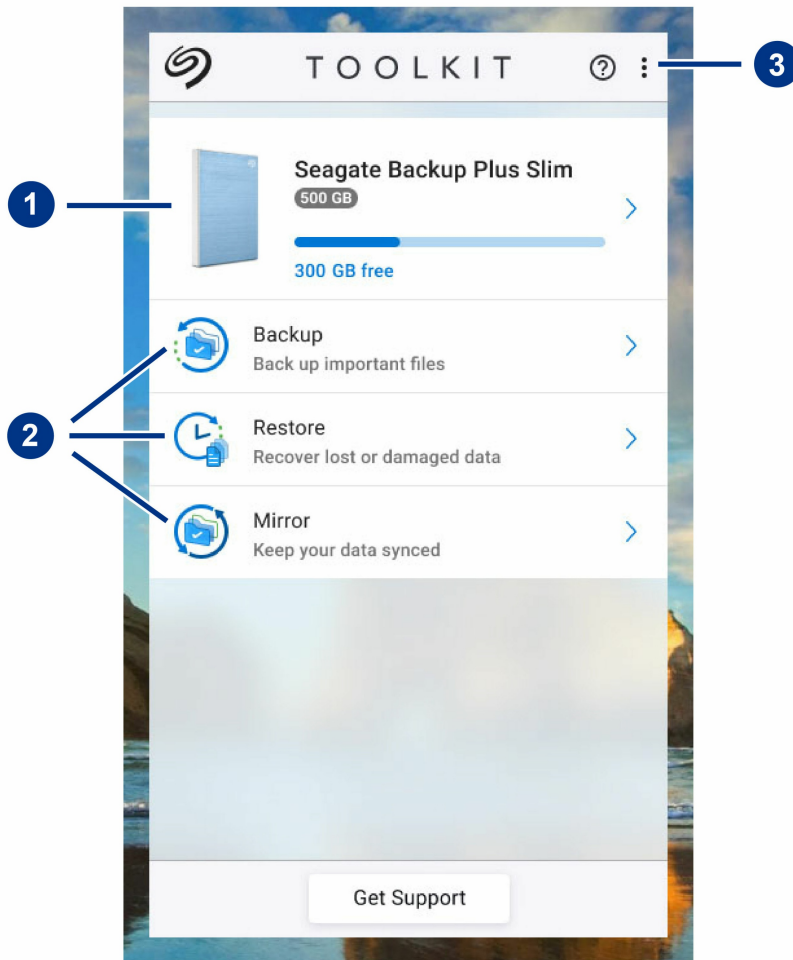 TOOLKIT
3
1
Seagate Backup Plus Slim
500 GB
300 GB free
2
Backup
Back up important files
Restore
Recover lost or damaged data
Mirror
Keep your data synced
Get Support